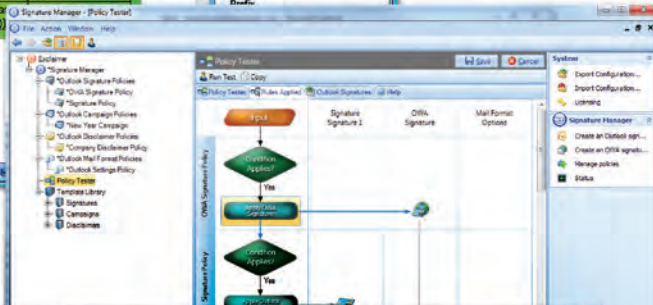 Prefix
Signature Manager - [Policy Tester]
File Action Window Help
Exclaimer
*Signature Manager
*Outlook Signature Policies
*OWA Signature Policy
*Signature Policy
*Outlook Campaign Policies
*New Year Campaign
*Outlook Disclaimer Policies
*Company Disclaimer Policy
*Outlook Mail Format Policies
*Outlook Settings Policy
Policy Tester
Template Library
Signatures
Campaigns
Disclaimers
Policy Tester
Save Cancel
Run Test Copy
Policy Tester Rules Applied Outlook Signatures Help
Input
Signature
Signature 1
OWA
Signature
Mail Format
Options
OWA Signature Policy
Condition
Applies?
Yes
Apply OWA
Signature
Signature Policy
Condition
Applies?
Yes
System
Export Configuration...
Import Configuration...
Licensing
Signature Manager
Create an Outlook sign...
Create an OWA signatu...
Manage policies
Status